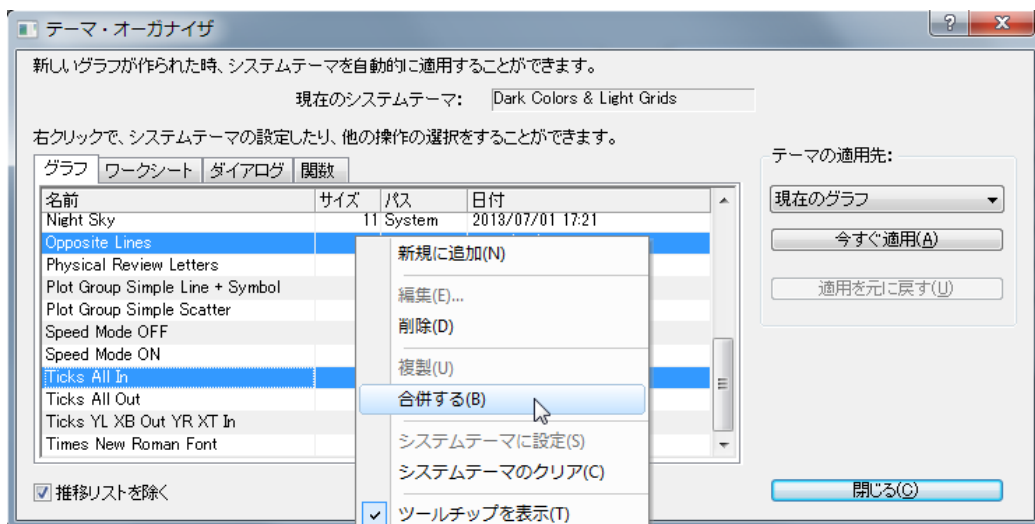 テーマ・オーガナイザ
新しいグラフが作られた時、システムテーマを自動的に適用することができます。
現在のシステムテーマ: Dark Colors & Light Grids
右クリックで、システムテーマの設定したり、他の操作の選択をすることができます。
グラフ ワークシート ダイアログ 関数
名前 サイズ パス 日付
Night Sky 11 System 2013/07/01 17:21
Opposite Lines
Physical Review Letters
Plot Group Simple Line + Symbol
Plot Group Simple Scatter
Speed Mode OFF
Speed Mode ON
Ticks All In
Ticks All Out
Ticks YL XB Out YR XT In
Times New Roman Font
新規に追加(N)
編集(E)...
削除(D)
複製(U)
合併する(B)
システムテーマに設定(S)
システムテーマのクリア(C)
ツールチップを表示(T)
テーマの適用先:
現在のグラフ
今すぐ適用(A)
適用を元に戻す(U)
推移リストを除く
閉じる(C)